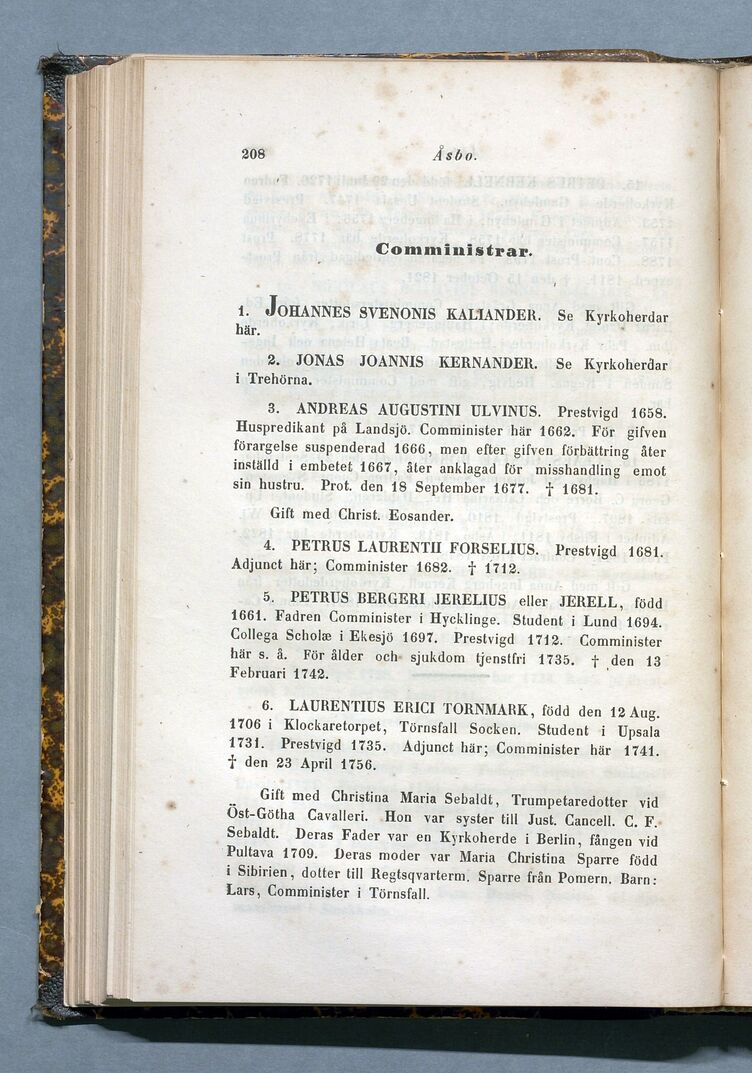 208 Åsbo.
Comministrar.
1. JOHANNES SVENONIS KALIANDER. Se Kyrkoherdar
här.
2. JONAS JOANNIS KERNANDER. Se Kyrkoherdar
i Trehörna.
3. ANDREAS AUGUSTINI ULVINUS. Prestvigd 1658.
Huspredikant på Landsjö. Comminister här 1662. För gifven
förargelse suspenderad 1666, men efter gifven förbättring åter
inställd i embetet 1667, åter anklagad för misshandling emot
sin hustru. Prot. den 18 September 1677. † 1681.
Gift med Christ. Eosander.
4. PETRUS LAURENTII FORSELIUS. Prestvigd 1681.
Adjunct här; Comminister 1682. † 1712.
5. PETRUS BERGERI JERELIUS eller JERELL, född
1661. Fadren Comminister i Hycklinge. Student i Lund 1694.
Collega Scholæ i Ekesjö 1697. Prestvigd 1712. Comminister
här s. å. För ålder och sjukdom tjenstfri 1735. † den 13
Februari 1742.
6. LAURENTIUS ERICI TORNMARK, född den 12 Aug.
1706 i Klockaretorpet, Törnsfall Socken. Student i Upsala
1731. Prestvigd 1735. Adjunct här; Comminister här 1741.
† den 23 April 1756.
Gift med Christina Maria Sebaldt, Trumpetaredotter vid
Öst-Götha Cavalleri. Hon var syster till Just. Cancell. C. F.
Sebaldt. Deras Fader var en Kyrkoherde i Berlin, fången vid
Pultava 1709. Deras moder var Maria Christina Sparre född
i Sibirien, dotter till Regtsqvarterm. Sparre från Pomern. Barn:
Lars, Comminister i Törnsfall.